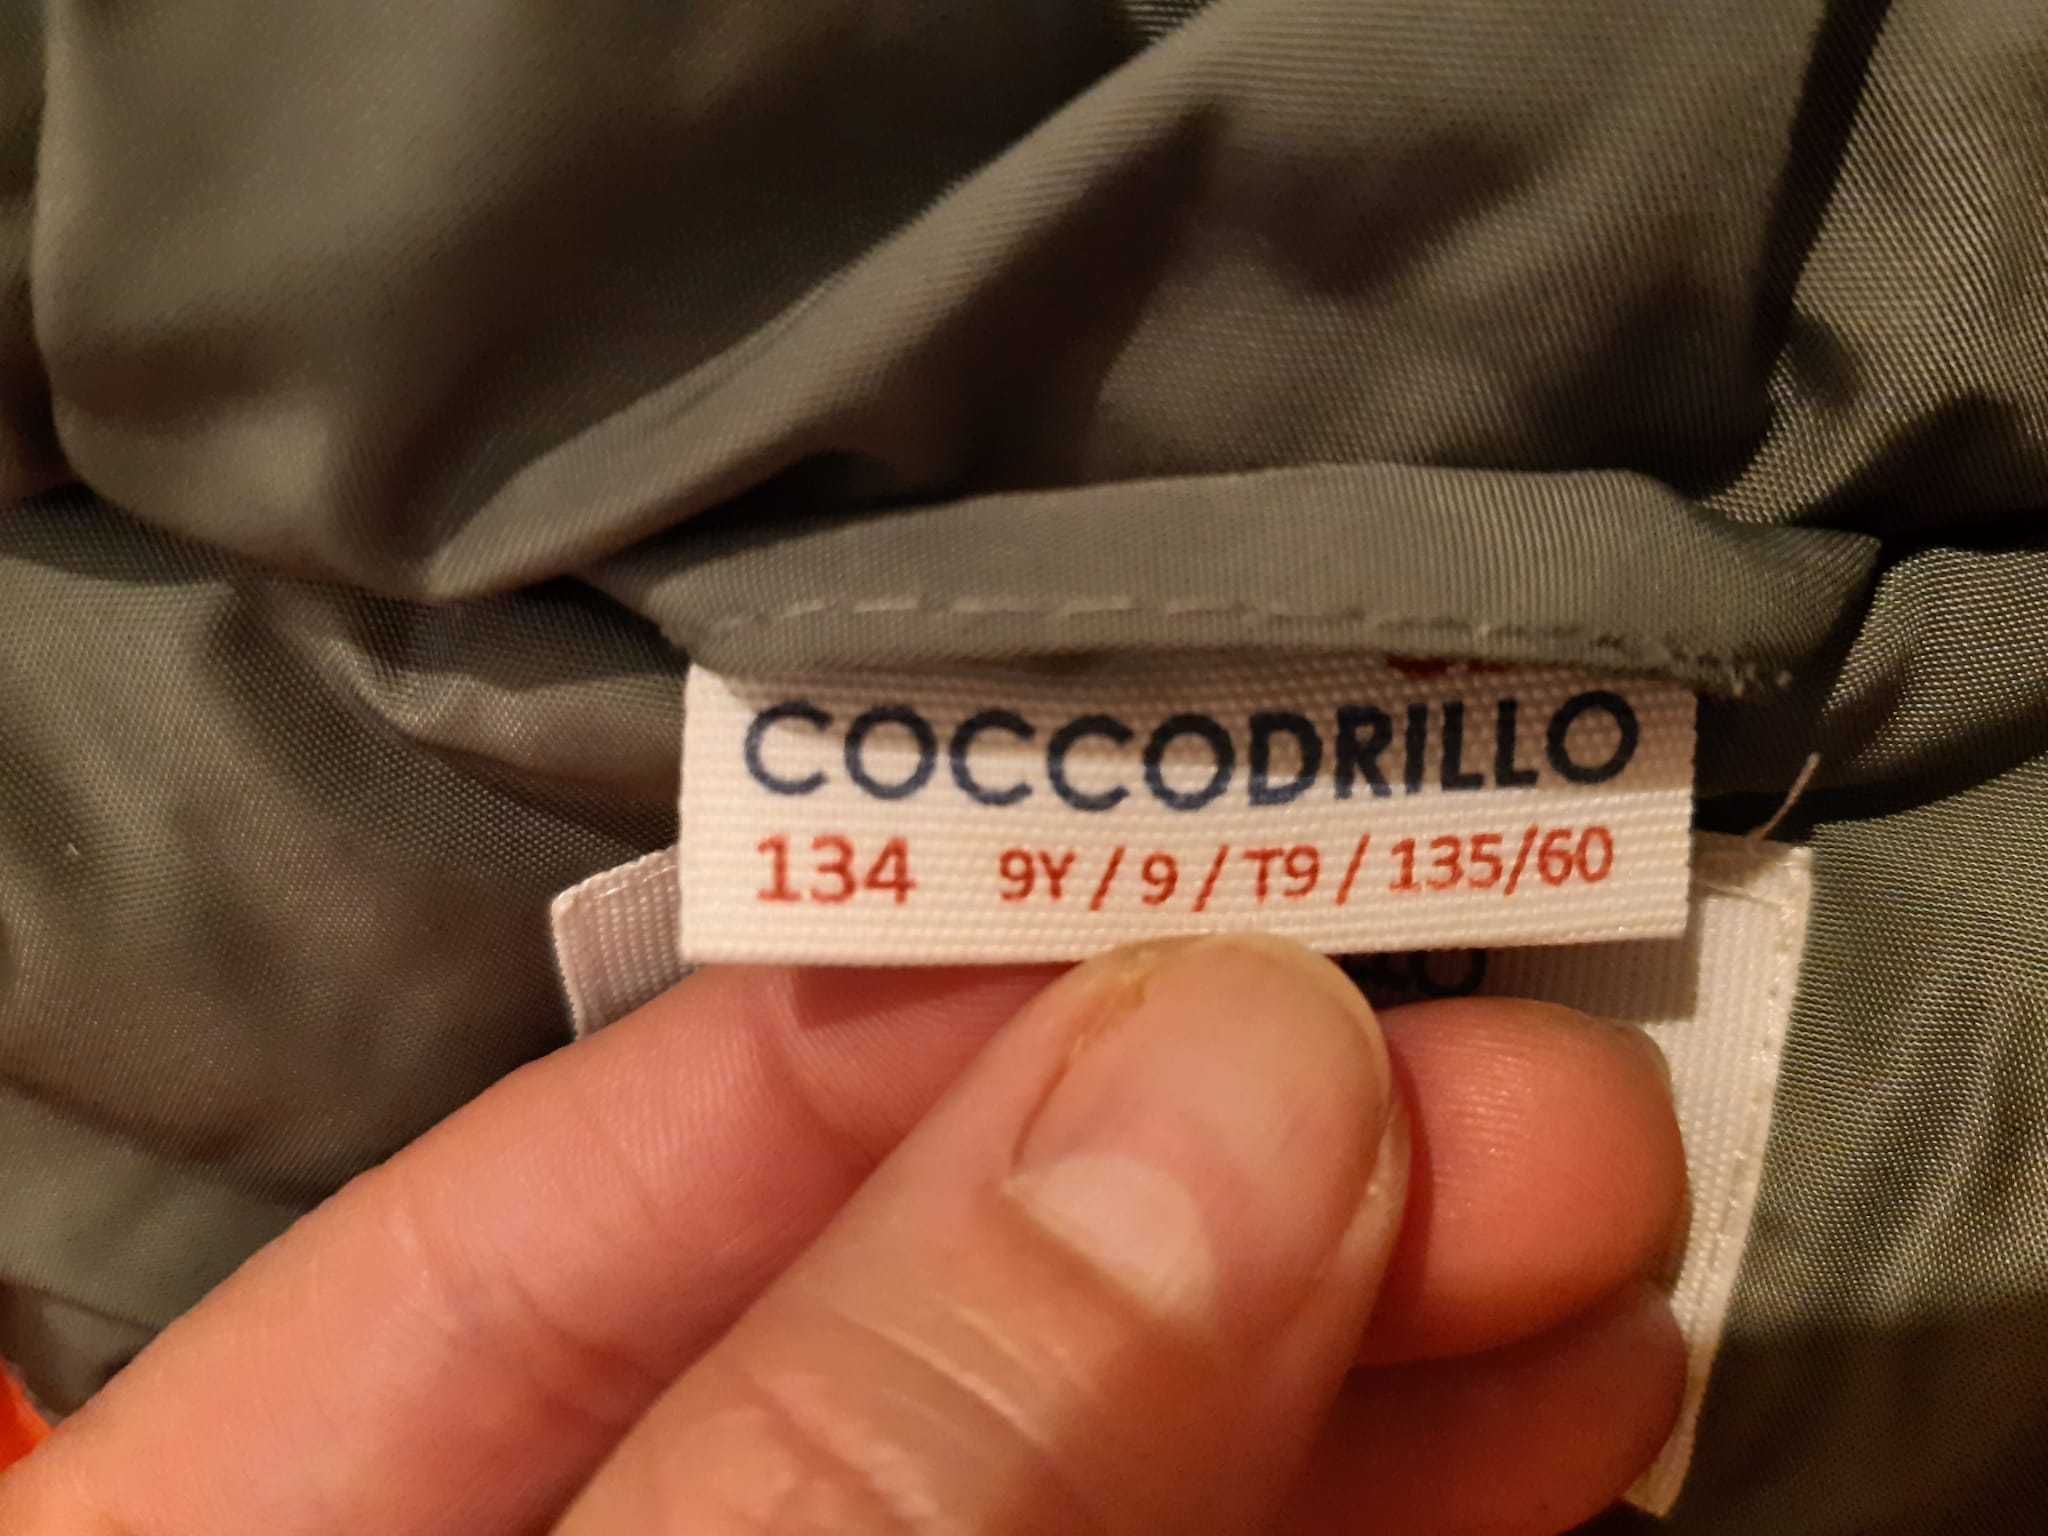 COCCODRILLO
134 9Y / 9 / T9 / 135/60